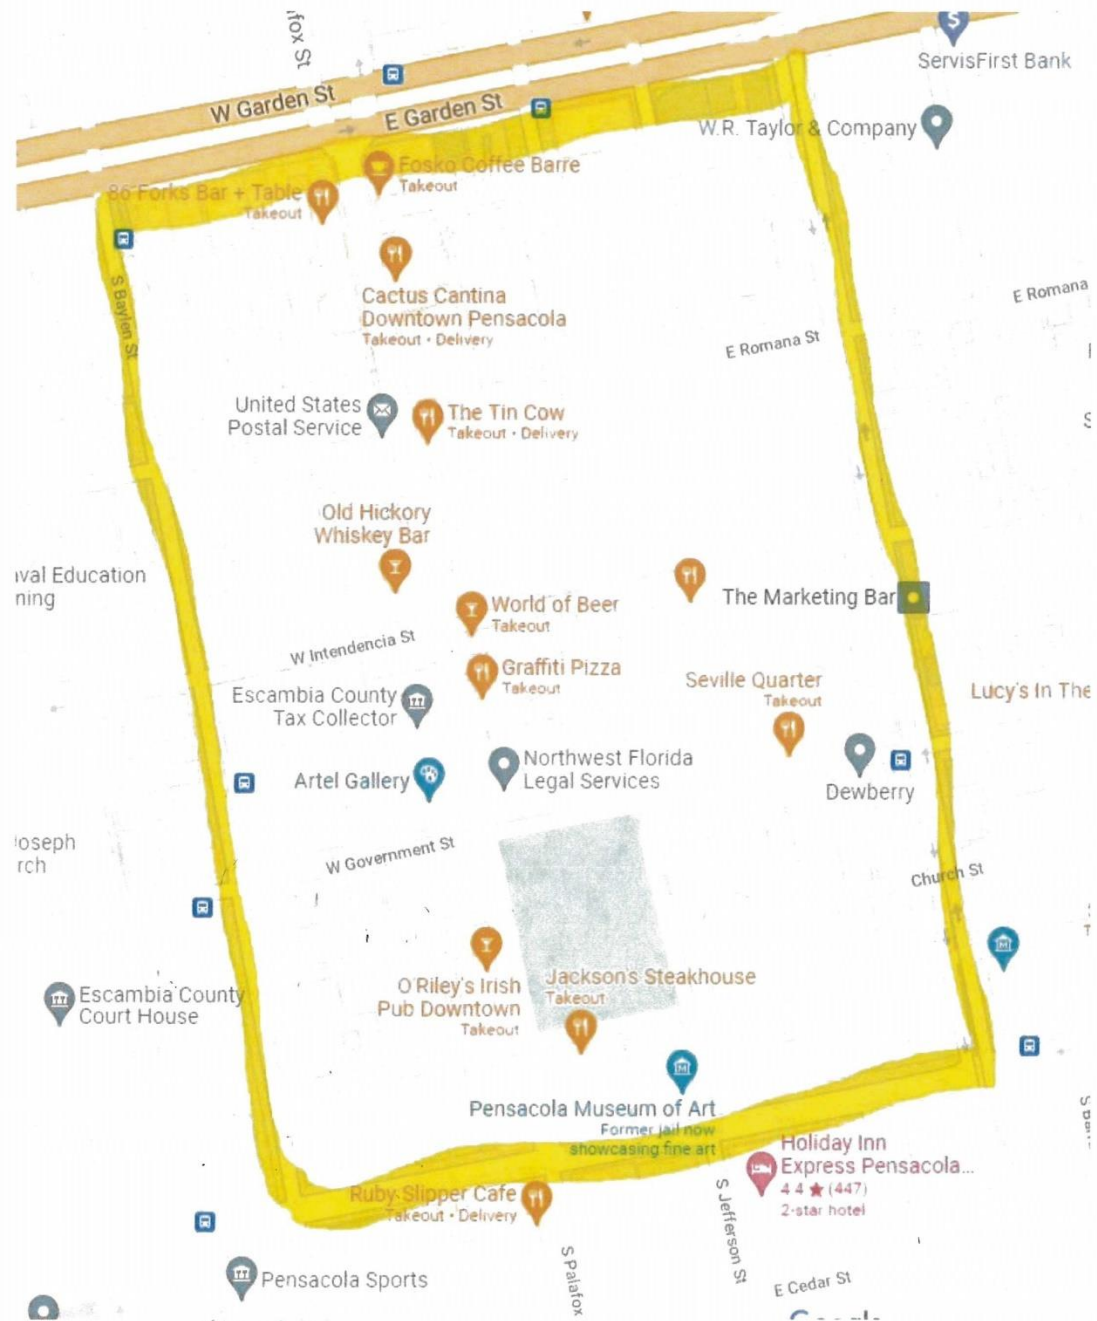 fox St
ServisFirst Bank
W Garden St
E Garden St
W.R. Taylor & Company
Fosko Coffee Barre
Takeout
86 Forks Bar + Table
Takeout
S Baylen St
Cactus Cantina
Downtown Pensacola
Takeout · Delivery
E Romana
E Romana St
United States
Postal Service
The Tin Cow
Takeout · Delivery
Old Hickory
Whiskey Bar
val Education
ning
World of Beer
Takeout
The Marketing Bar
W Intendencia St
Graffiti Pizza
Takeout
Seville Quarter
Takeout
Lucy's In The
Escambia County
Tax Collector
Northwest Florida
Legal Services
Artel Gallery
Dewberry
Joseph
rch
W Government St
Church St
Jackson's Steakhouse
Takeout
O'Riley's Irish
Pub Downtown
Takeout
Escambia County
Court House
Pensacola Museum of Art
Former jail now
showcasing fine art
Holiday Inn
Express Pensacola...
4.4 ★ (447)
2-star hotel
Ruby Slipper Cafe
Takeout · Delivery
S Jefferson St
S Palafox
E Cedar St
Pensacola Sports
Google